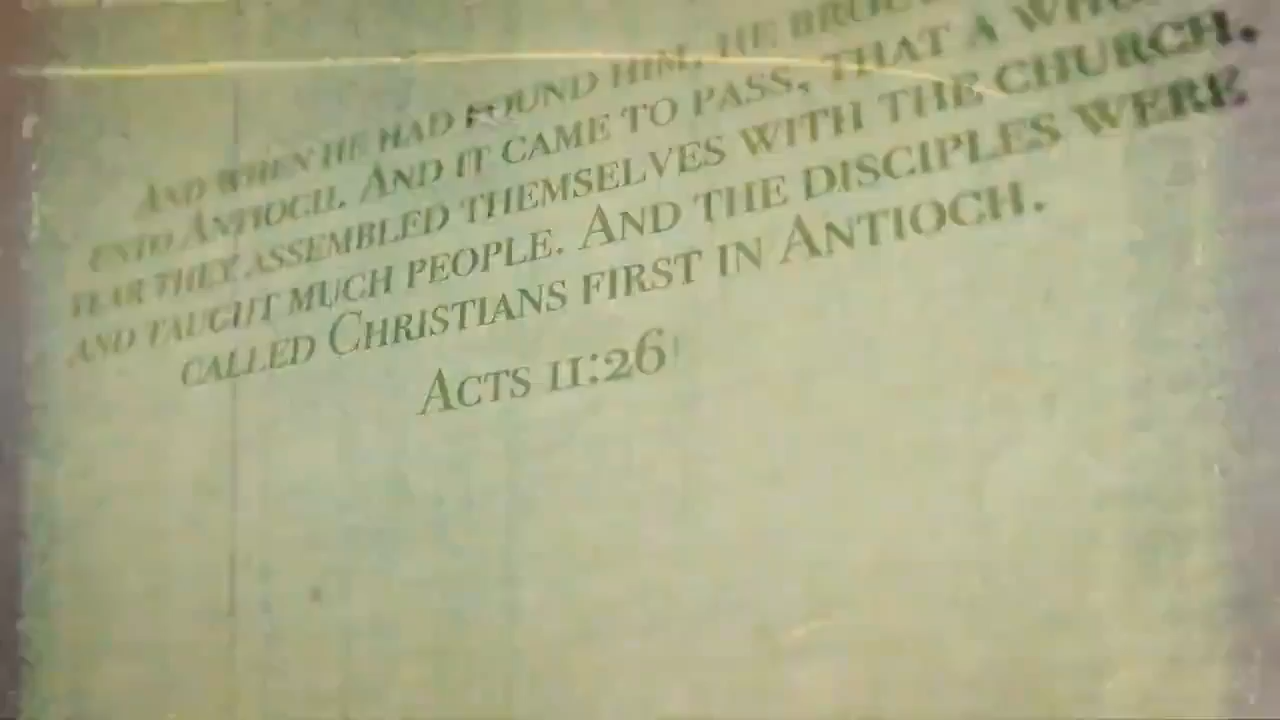 AND WHEN HE HAD FOUND HIM, HE
UNTO ANTIOCH. AND IT CAME TO PASS, THAT A
YEAR THEY ASSEMBLED THEMSELVES WITH THE CHURCH,
AND TAUGHT MUCH PEOPLE. AND THE DISCIPLES WERE
CALLED CHRISTIANS FIRST IN ANTIOCH.
ACTS 11:26